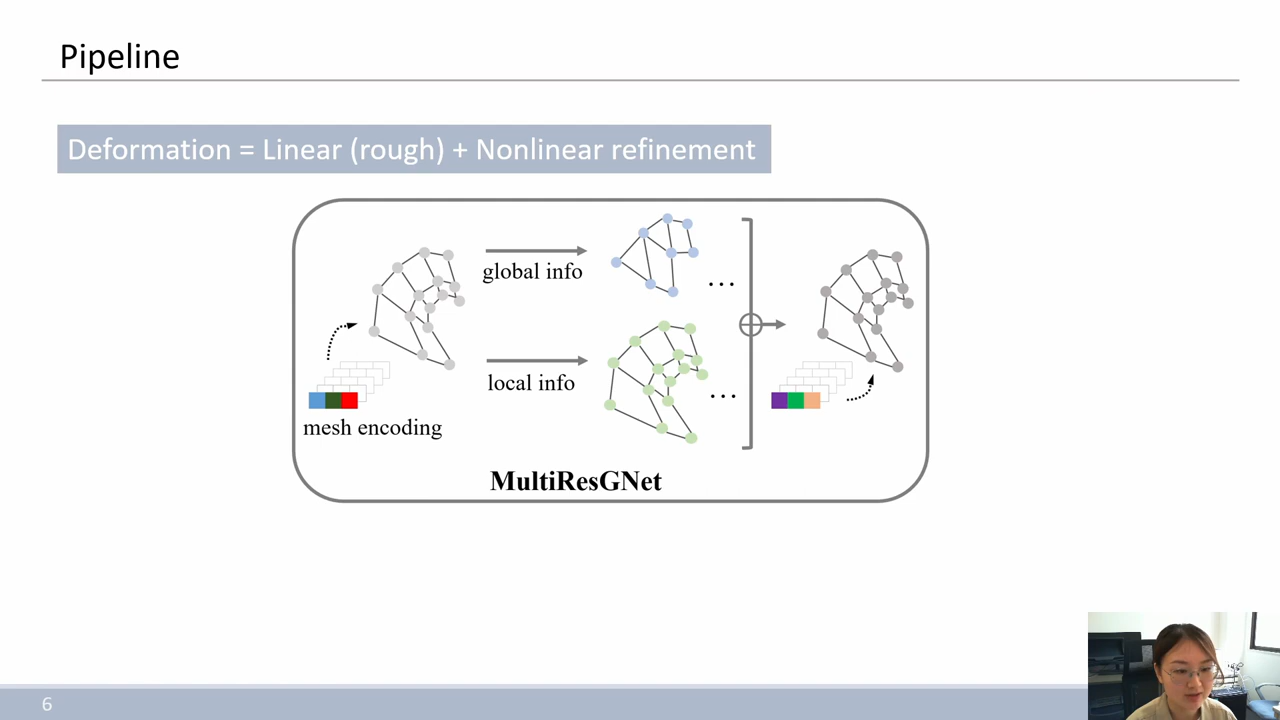 Pipeline
Deformation = Linear (rough) + Nonlinear refinement
global info
...
local info
...
mesh encoding
MultiResGNet
6